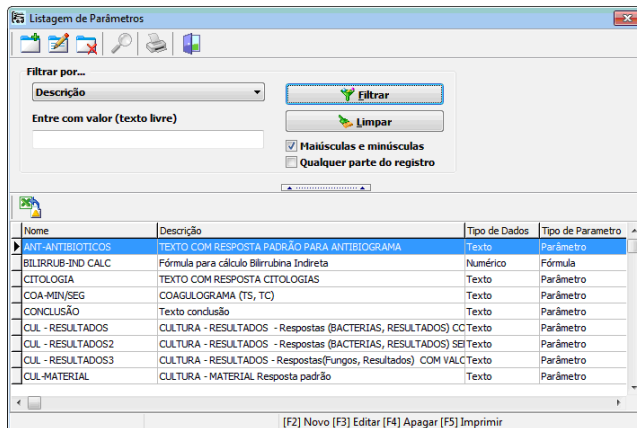 Listagem de Parâmetros
Filtrar por...
Descrição
Filtrar
Entre com valor (texto livre)
Limpar
Maiúsculas e minúsculas
Qualquer parte do registro
Nome Descrição Tipo de Dados Tipo de Parametro
ANT-ANTIBIOTICOS TEXTO COM RESPOSTA PADRÃO PARA ANTIBIOGRAMA Texto Parâmetro
BILIRRUB-IND CALC Fórmula para cálculo Bilirrubina Indireta Numérico Fórmula
CITOLOGIA TEXTO COM RESPOSTA CITOLOGIAS Texto Parâmetro
COA-MIN/SEG COAGULOGRAMA (TS, TC) Texto Parâmetro
CONCLUSÃO Texto conclusão Texto Parâmetro
CUL - RESULTADOS CULTURA - RESULTADOS - Respostas (BACTERIAS, RESULTADOS) CC Texto Parâmetro
CUL - RESULTADOS2 CULTURA - RESULTADOS - Respostas (BACTERIAS, RESULTADOS) SEI Texto Parâmetro
CUL - RESULTADOS3 CULTURA - RESULTADOS - Respostas(Fungos, Resultados) COM VALC Texto Parâmetro
CUL-MATERIAL CULTURA - MATERIAL Resposta padrão Texto Parâmetro
[F2] Novo [F3] Editar [F4] Apagar [F5] Imprimir